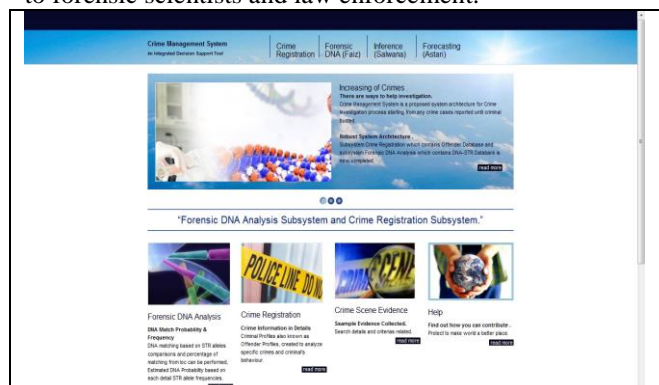 to forensic scientists and law enforcement.
Crime Management System
An Integrated Decision Support Tool
Crime
Registration
Forensic
DNA (Faiz)
Inference
(Salwana)
Forecasting
(Astari)
Increasing of Crimes
There are ways to help investigation.
Crime Management System is a proposed system architecture for Crime
investigation process starting from any crime cases reported until criminal
Robust System Architecture
Subsystem Crime Registration which contains Offender Database and
subsystem Forensic DNA Analysis which contains DNA-STR Databank is
now completed.
read more
"Forensic DNA Analysis Subsystem and Crime Registration Subsystem."
POLICE LINE DO NO
CRIME SCENE
Forensic DNA Analysis
DNA Match Probability &
Frequency
DNA matching based on STR alleles
comparisons and percentage of
matching from loci can be performed.
Estimated DNA Probability based on
each detail STR allele frequencies.
read more
Crime Registration
Crime Information in Details
Criminal Profiles also known as
Offender Profiles, created to analyze
specific crimes and criminal's
behaviour.
read more
Crime Scene Evidence
Seample Evidence Collected.
Search details and criterias related.
read more
Help
Find out how you can contribute.
Protect to make world a better place.
read more